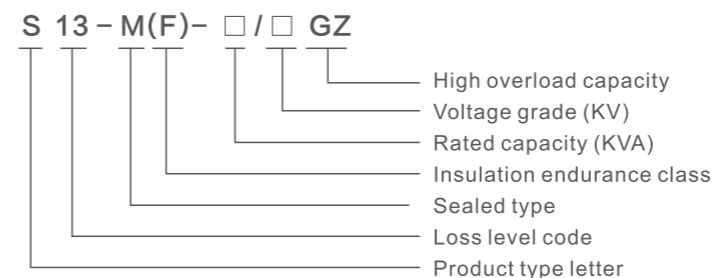 S 13 - M(F)- □ / □ GZ
High overload capacity
Voltage grade (KV)
Rated capacity (KVA)
Insulation endurance class
Sealed type
Loss level code
Product type letter